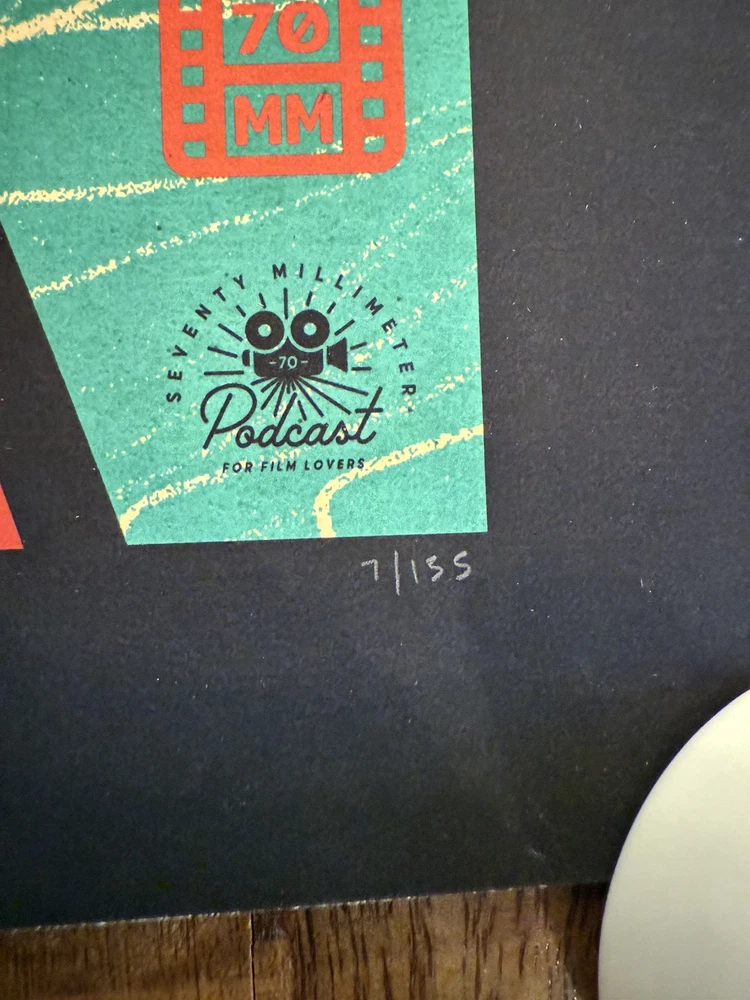 70
MM
SEVENTY MILLIMETER
-70-
Podcast
FOR FILM LOVERS
7/155